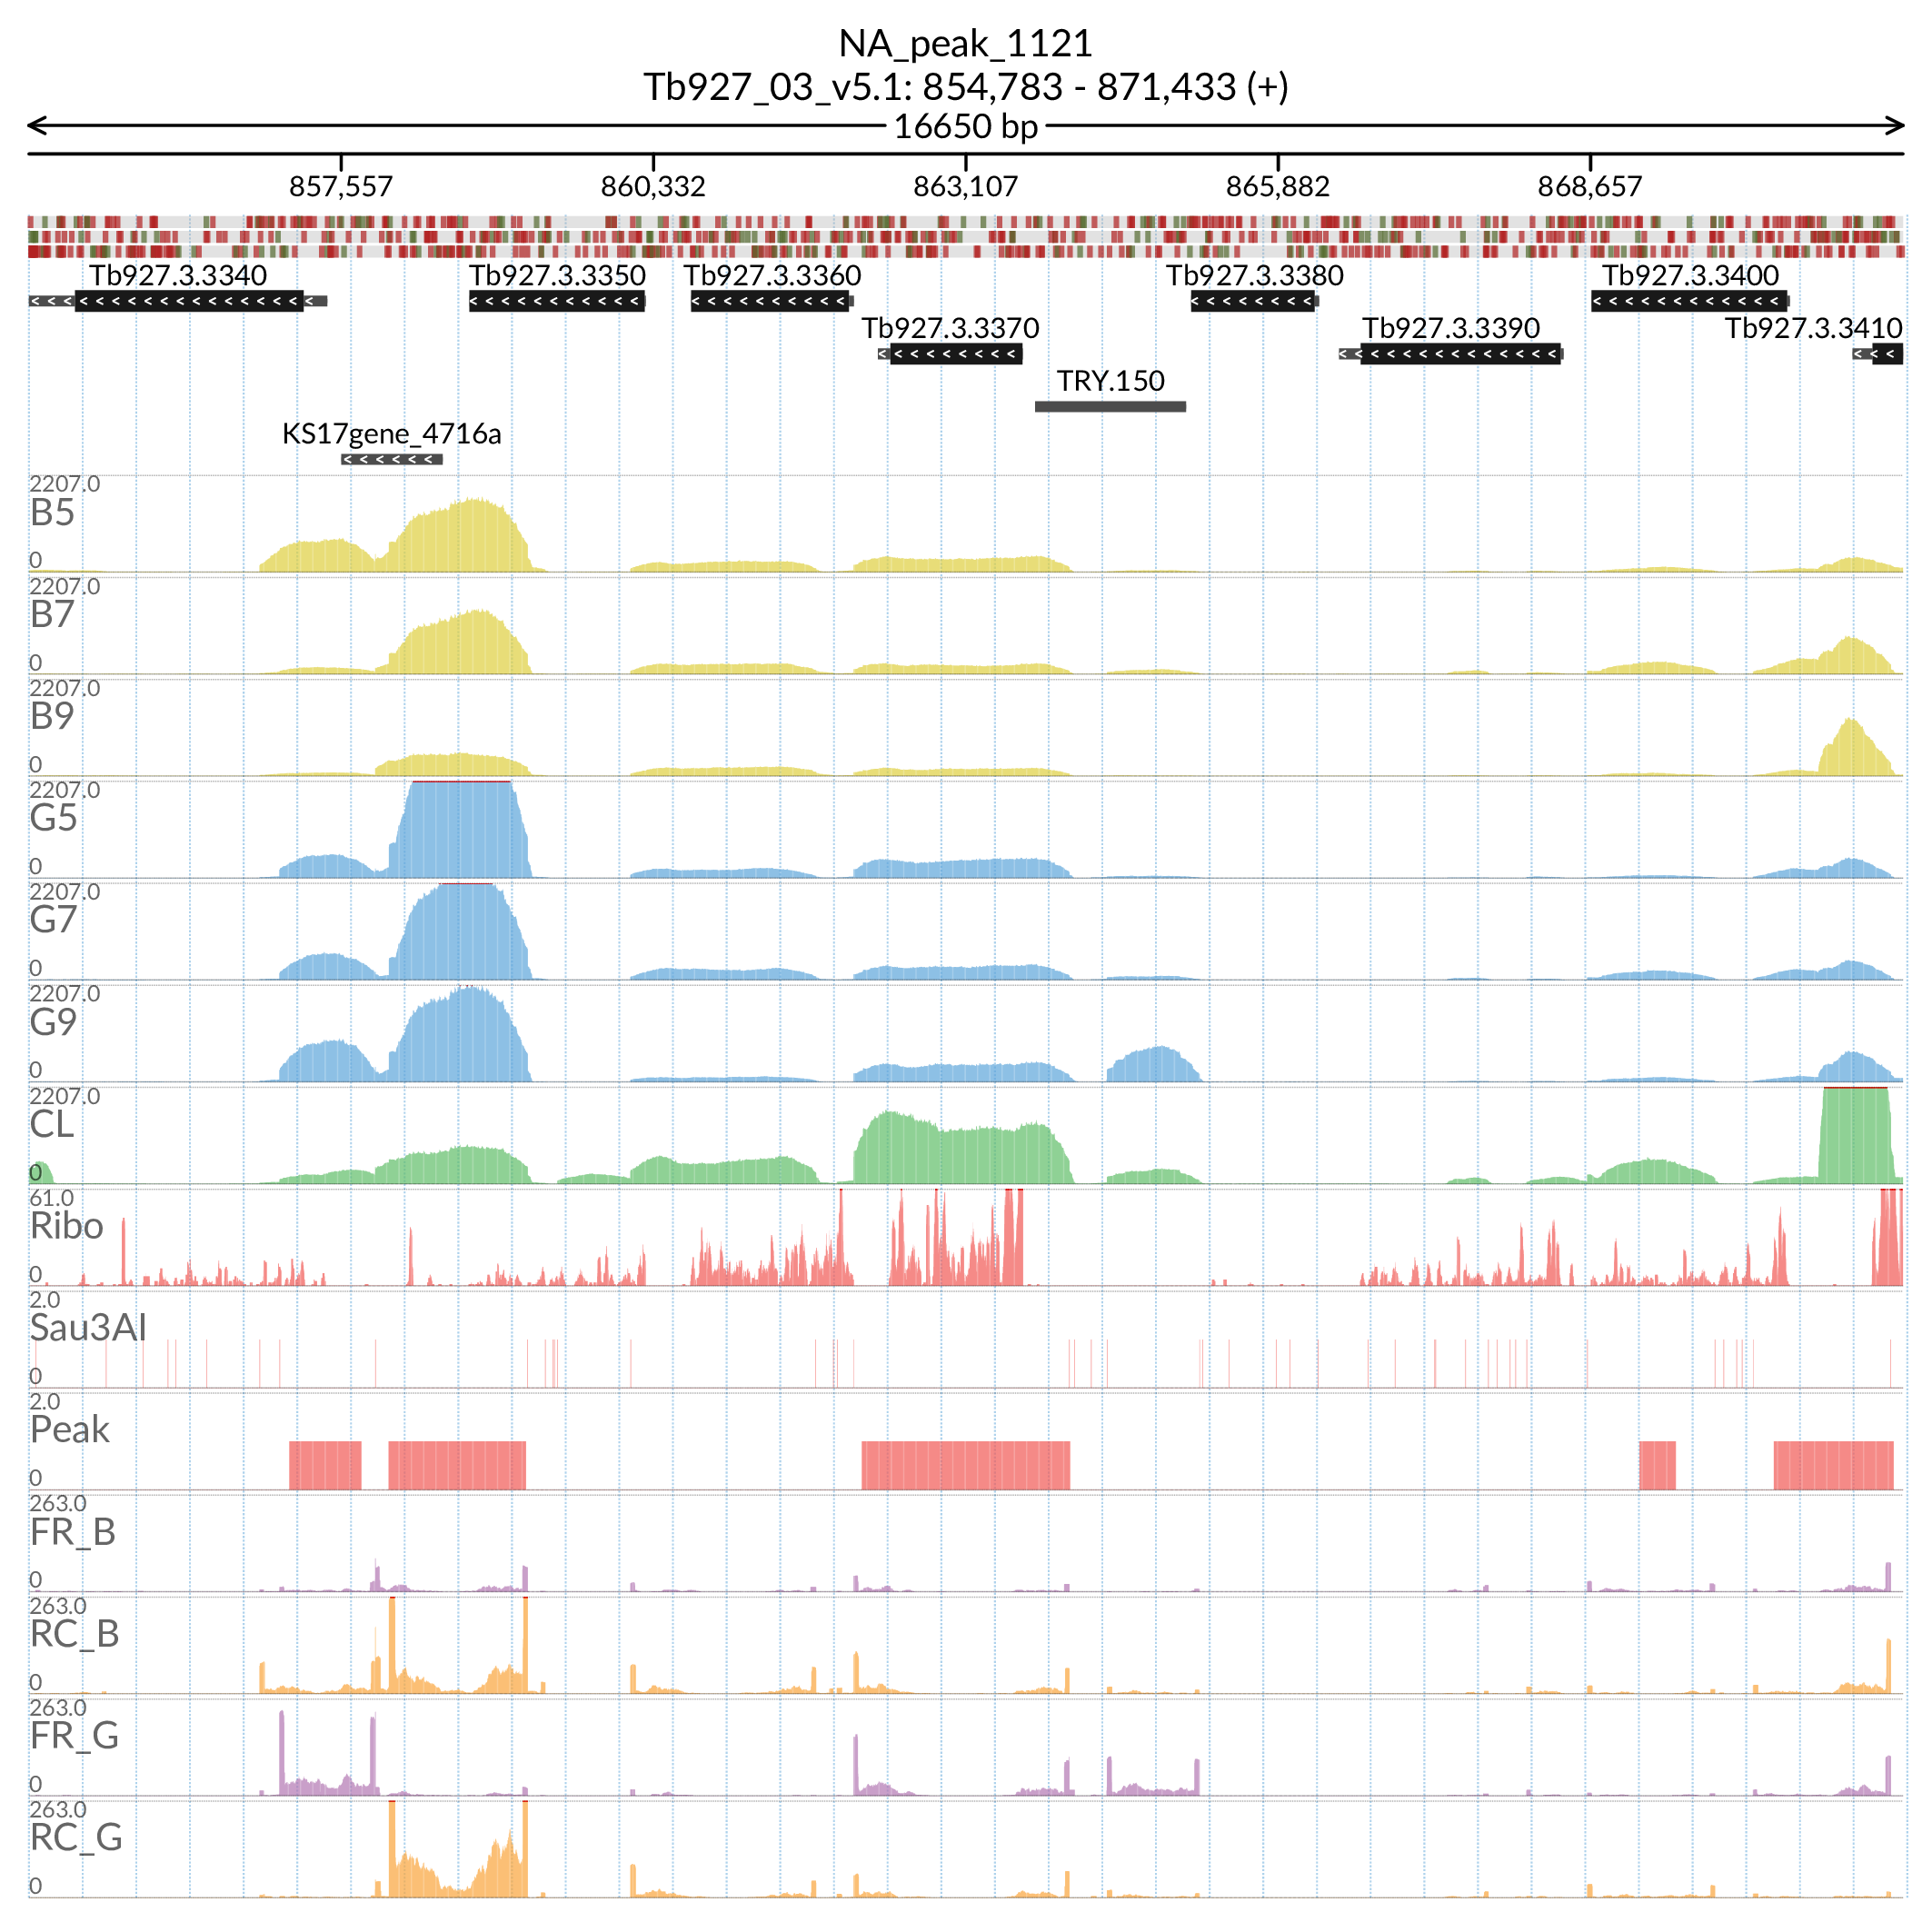 NA_peak_1121
Tb927_03_v5.1: 854,783 - 871,433 (+)
16650 bp
857,557 860,332 863,107 865,882 868,657
Tb927.3.3340 Tb927.3.3350 Tb927.3.3360 Tb927.3.3380 Tb927.3.3400
Tb927.3.3370 Tb927.3.3390 Tb927.3.3410
TRY.150
KS17gene_4716a
2207.0
B5
0
2207.0
B7
0
2207.0
B9
0
2207.0
G5
0
2207.0
G7
0
2207.0
G9
0
2207.0
CL
0
61.0
Ribo
0
2.0
Sau3AI
0
2.0
Peak
0
263.0
FR_B
0
263.0
RC_B
0
263.0
FR_G
0
263.0
RC_G
0